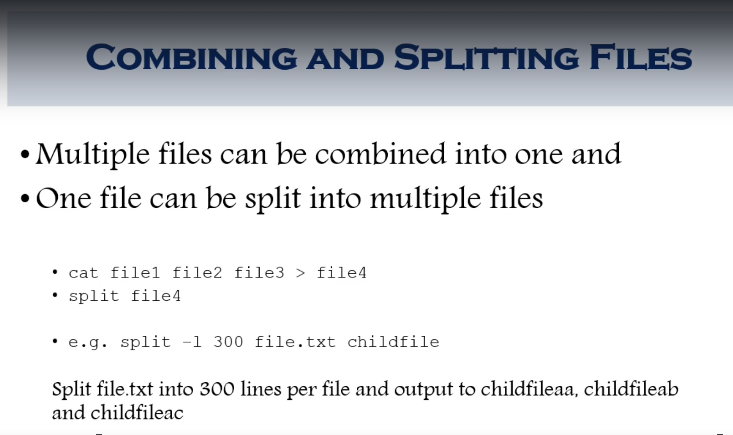 COMBINING AND SPLITTING FILES
• Multiple files can be combined into one and
• One file can be split into multiple files
• cat file1 file2 file3 > file4
• split file4
• e.g. split –l 300 file.txt childfile
Split file.txt into 300 lines per file and output to childfileaa, childfileab
and childfileac